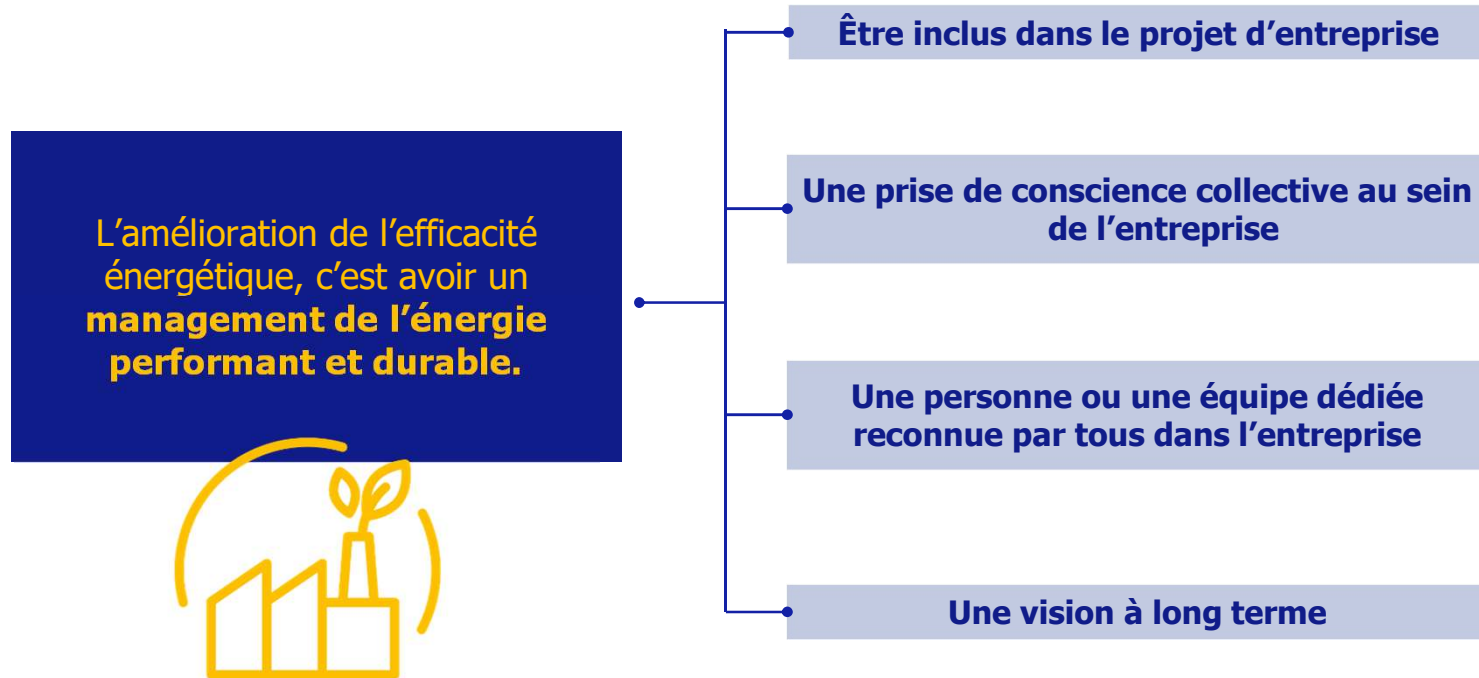 L’amélioration de l’efficacité
énergétique, c’est avoir un
management de l’énergie
performant et durable.
Être inclus dans le projet d’entreprise
Une prise de conscience collective au sein
de l’entreprise
Une personne ou une équipe dédiée
reconnue par tous dans l’entreprise
Une vision à long terme